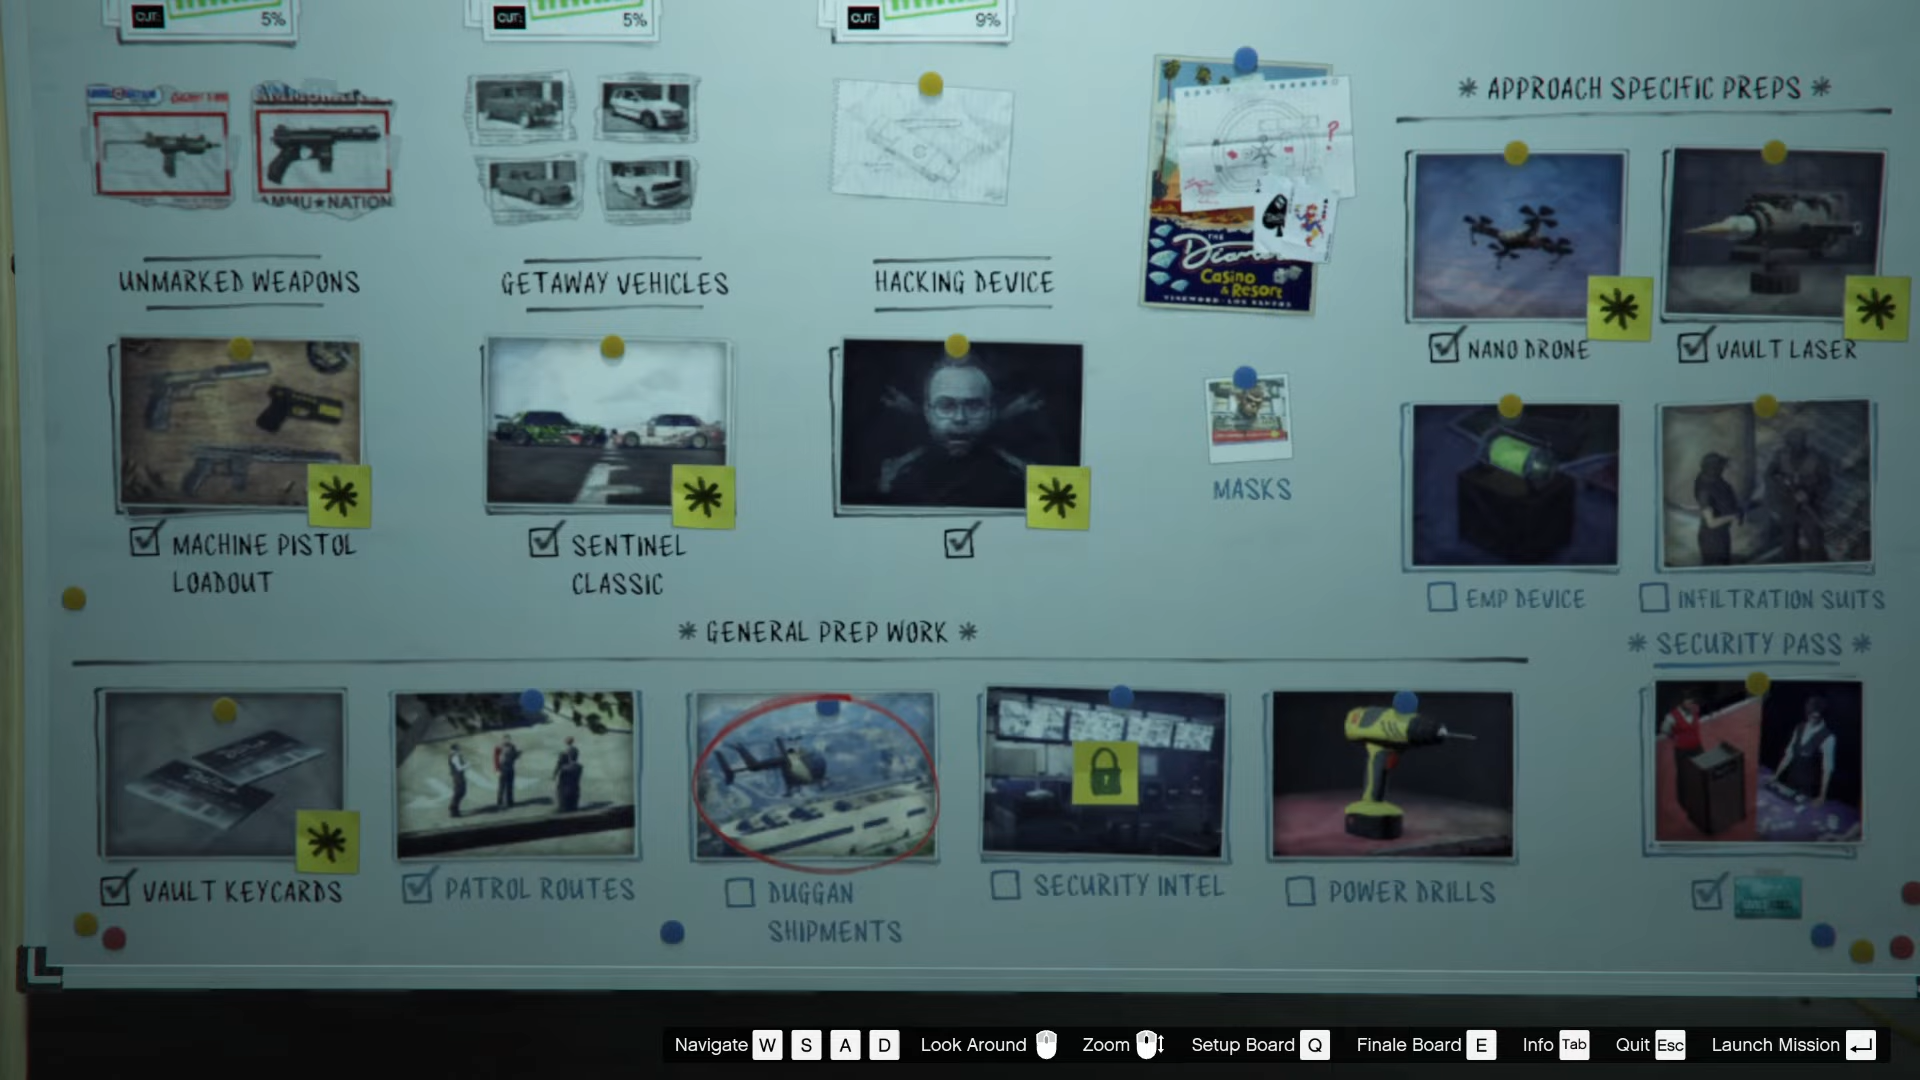 CUT: 5%
CUT: 5%
CUT: 9%
AMMU★NATION
?
THE
Diamond
Casino
& Resort
VINEWOOD · LOS SANTOS
* APPROACH SPECIFIC PREPS *
UNMARKED WEAPONS
GETAWAY VEHICLES
HACKING DEVICE
NANO DRONE
VAULT LASER
MASKS
MACHINE PISTOL
LOADOUT
SENTINEL
CLASSIC
EMP DEVICE
INFILTRATION SUITS
* GENERAL PREP WORK *
* SECURITY PASS *
VAULT KEYCARDS
PATROL ROUTES
DUGGAN
SHIPMENTS
SECURITY INTEL
POWER DRILLS
Navigate W S A D Look Around Zoom Setup Board Q Finale Board E Info Tab Quit Esc Launch Mission